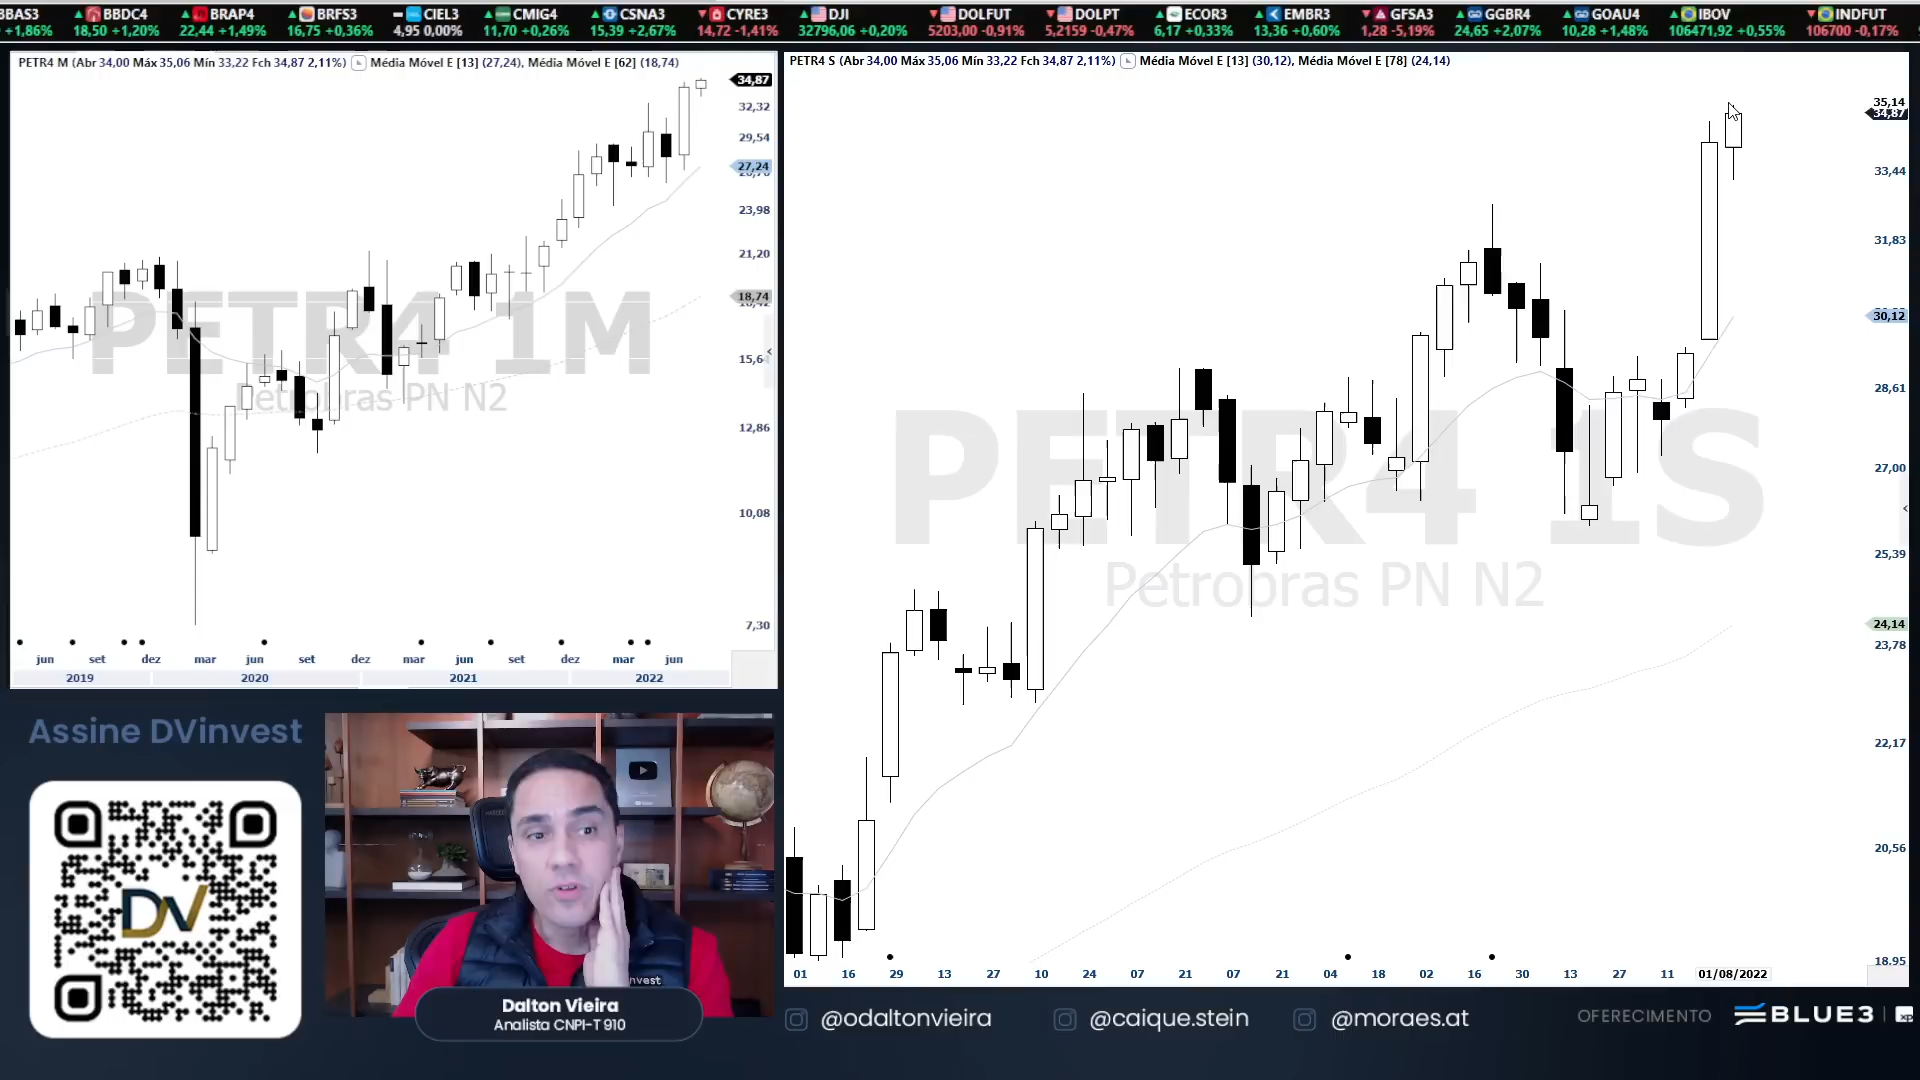 BBAS3 BBDC4 BRAP4 BRFS3 CIEL3 CMIG4 CSNA3 CYRE3 DJI DOLFUT DOLPT ECOR3 EMBR3 GFSA3 GGBR4 GOAU4 IBOV INDFUT
+1,86% 18,50 +1,20% 22,44 +1,49% 16,75 +0,36% 4,95 0,00% 11,70 +0,26% 15,39 +2,67% 14,72 -1,41% 32796,06 +0,20% 5203,00 -0,91% 5,2159 -0,47% 6,17 +0,33% 13,36 +0,60% 1,28 -5,19% 24,65 +2,07% 10,28 +1,48% 106471,92 +0,55% 106700 -0,17%
PETR4 M (Abr 34,00 Máx 35,06 Mín 33,22 Fch 34,87 2,11%) Média Móvel E [13] (27,24), Média Móvel E [62] (18,74)
34,87
32,32
29,54
27,24
23,98
21,20
18,74
15,6
12,86
10,08
7,30
PETR4 1M
Petrobras PN N2
jun set dez mar jun set dez mar jun set dez mar jun
2019 2020 2021 2022
PETR4 S (Abr 34,00 Máx 35,06 Mín 33,22 Fch 34,87 2,11%) Média Móvel E [13] (30,12), Média Móvel E [78] (24,14)
35,14
34,87
33,44
31,83
30,12
28,61
27,00
25,39
24,14
23,78
22,17
20,56
18,95
PETR4 1S
Petrobras PN N2
01 16 29 13 27 10 24 07 21 07 21 04 18 02 16 30 13 27 11 01/08/2022
Assine DVinvest
DV
nvest
Dalton Vieira
Analista CNPI-T 910
@odaltonvieira @caique.stein @moraes.at
OFERECIMENTO BLUE3 xp